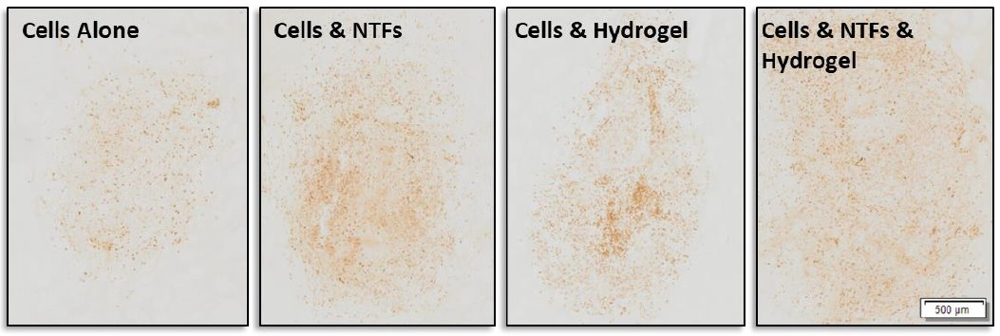 Cells Alone
Cells & NTFs
Cells & Hydrogel
Cells & NTFs &
Hydrogel
500 µm